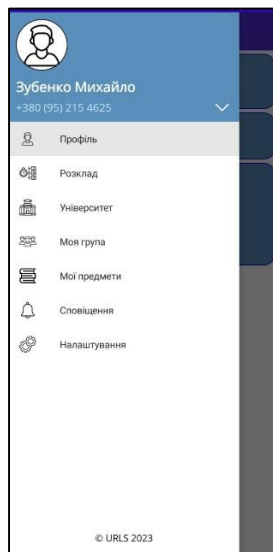 Зубенко Михайло
+380 (95) 215 4625
Профіль
Розклад
Університет
Моя група
Мої предмети
Сповіщення
Налаштування
© URLS 2023